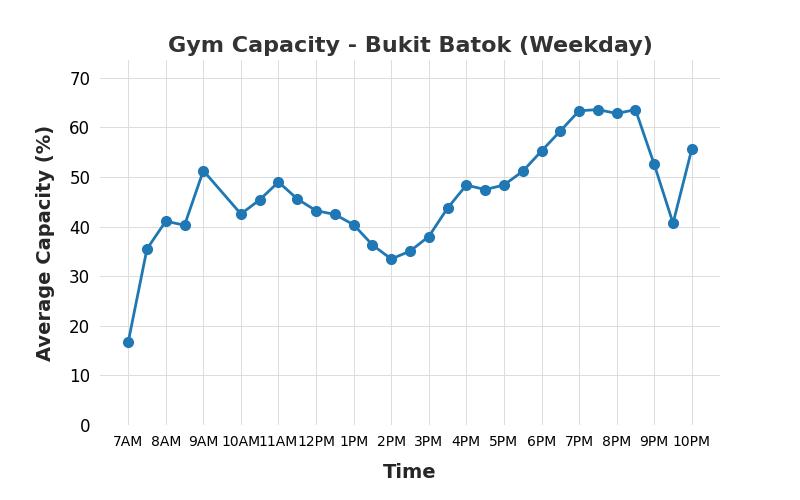 Gym Capacity - Bukit Batok (Weekday)
Average Capacity (%)
70
60
50
40
30
20
10
0
7AM 8AM 9AM 10AM 11AM 12PM 1PM 2PM 3PM 4PM 5PM 6PM 7PM 8PM 9PM 10PM
Time